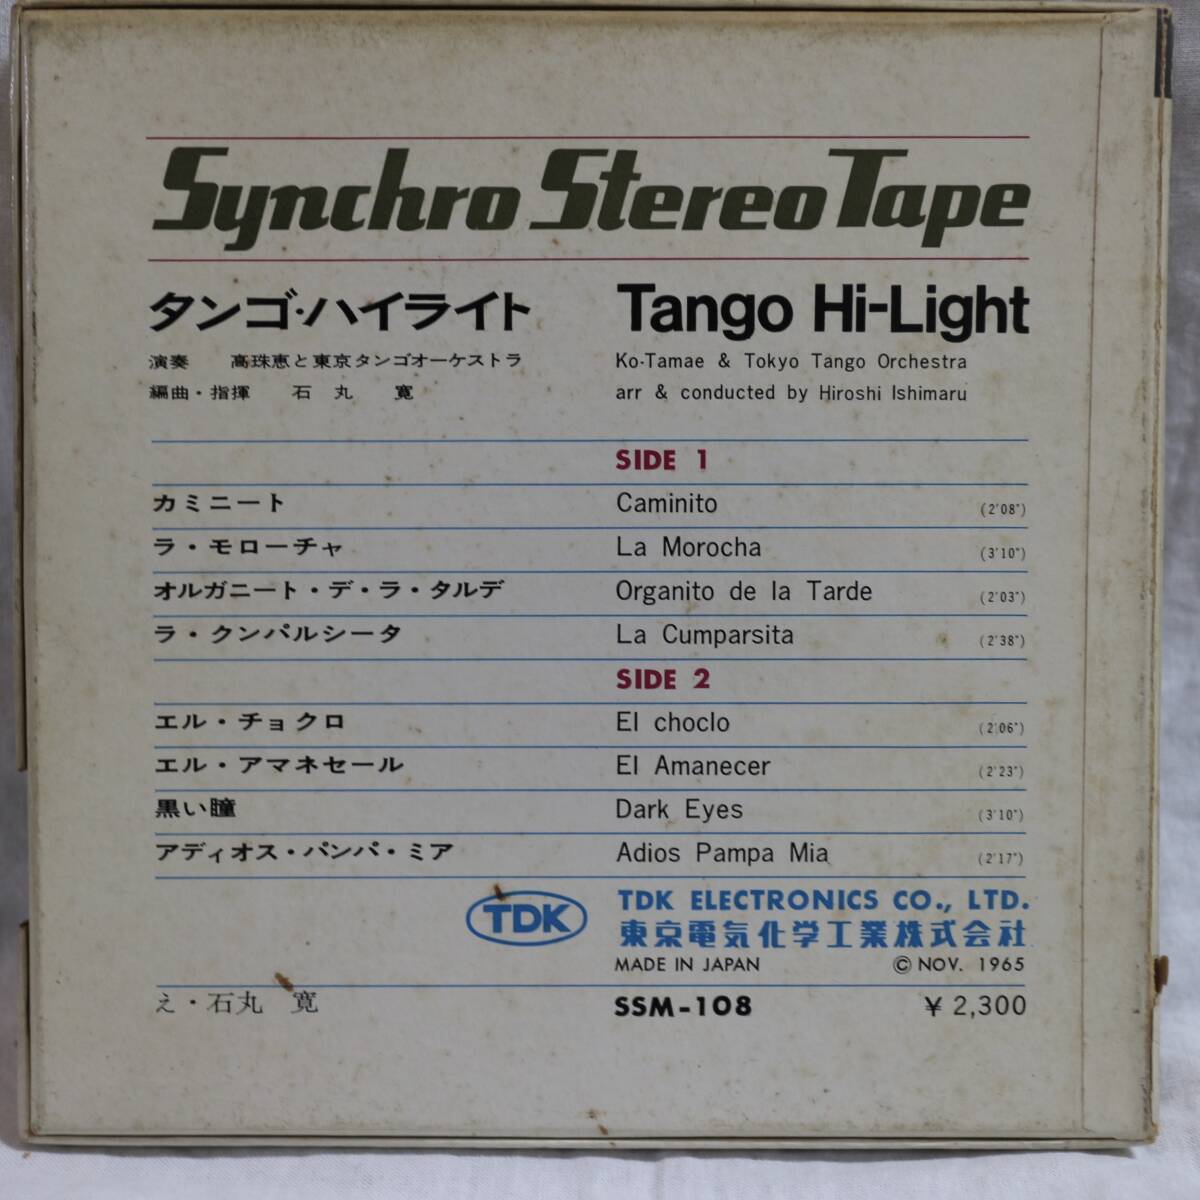 Synchro Stereo Tape
タンゴ・ハイライト Tango Hi-Light
演奏 高珠恵と東京タンゴオーケストラ Ko-Tamae & Tokyo Tango Orchestra
編曲・指揮 石丸 寛 arr & conducted by Hiroshi Ishimaru
SIDE 1
カミニート Caminito (2'08")
ラ・モローチャ La Morocha (3'10")
オルガニート・デ・ラ・タルデ Organito de la Tarde (2'03")
ラ・クンパルシータ La Cumparsita (2'38")
SIDE 2
エル・チョクロ El choclo (2'06")
エル・アマネセール El Amanecer (2'23")
黒い瞳 Dark Eyes (3'10")
アディオス・パンパ・ミア Adios Pampa Mia (2'17")
TDK TDK ELECTRONICS CO., LTD.
東京電気化学工業株式会社
MADE IN JAPAN © NOV. 1965
え・石丸 寛 SSM-108 ¥ 2,300